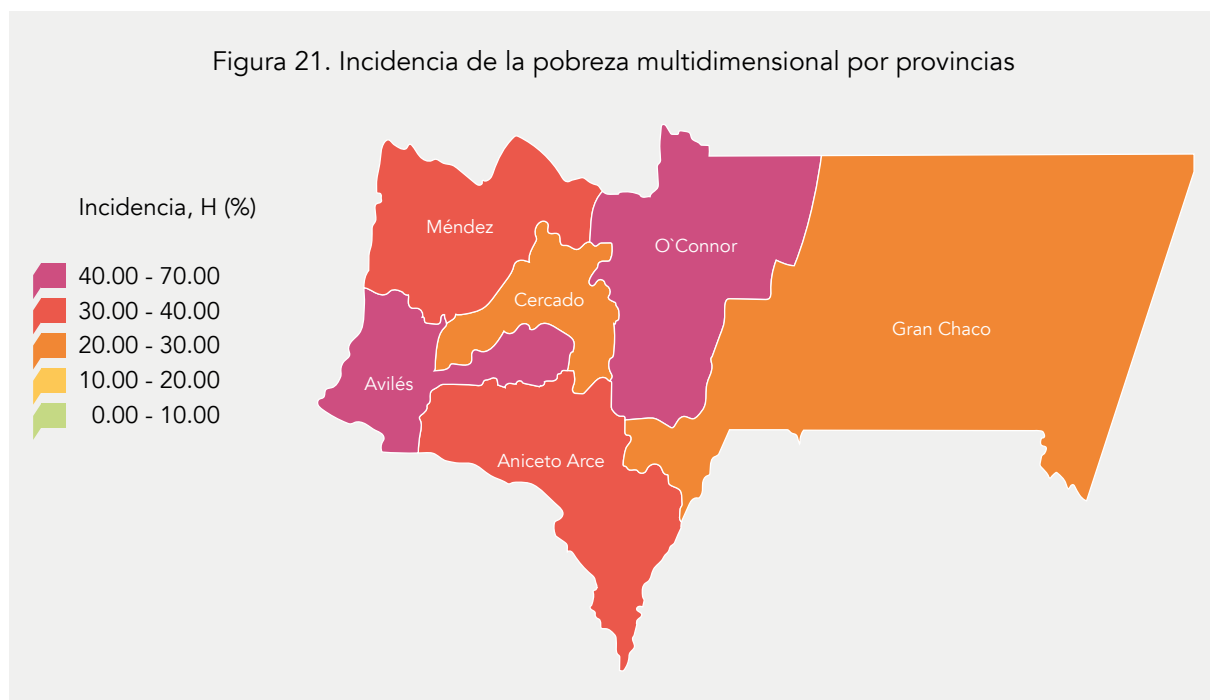 Figura 21. Incidencia de la pobreza multidimensional por provincias
Incidencia, H (%)
40.00 - 70.00
30.00 - 40.00
20.00 - 30.00
10.00 - 20.00
0.00 - 10.00
Méndez
O`Connor
Cercado
Gran Chaco
Avilés
Aniceto Arce